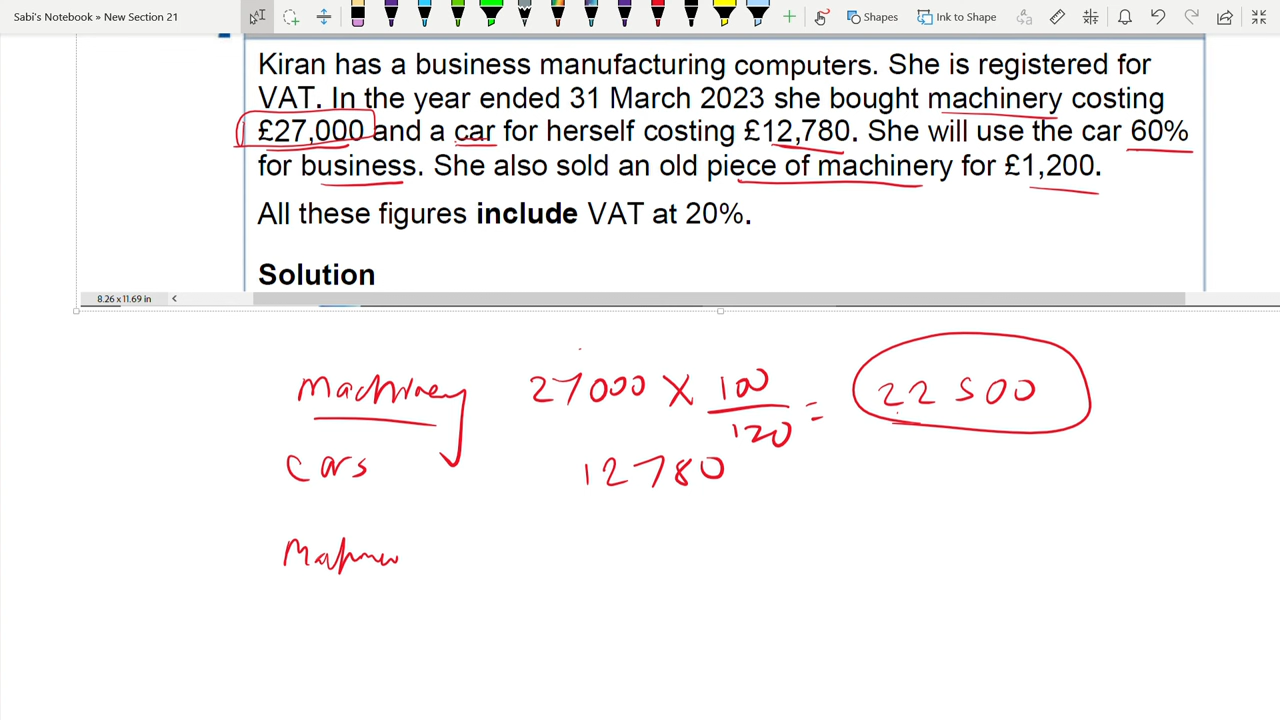 Sabi's Notebook » New Section 21
Shapes
Ink to Shape
Kiran has a business manufacturing computers. She is registered for
VAT. In the year ended 31 March 2023 she bought machinery costing
£27,000 and a car for herself costing £12,780. She will use the car 60%
for business. She also sold an old piece of machinery for £1,200.
All these figures include VAT at 20%.
Solution
8.26 x 11.69 in
machinery 27000 X 100/120 = 22500
Cars 12780